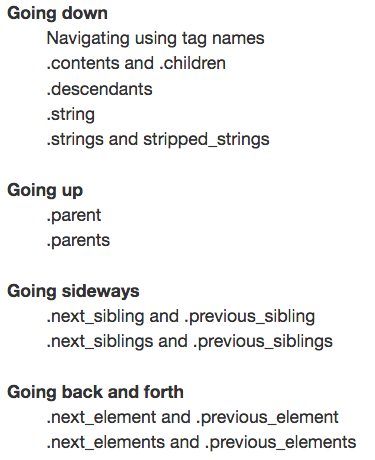 Going down
Navigating using tag names
.contents and .children
.descendants
.string
.strings and stripped_strings
Going up
.parent
.parents
Going sideways
.next_sibling and .previous_sibling
.next_siblings and .previous_siblings
Going back and forth
.next_element and .previous_element
.next_elements and .previous_elements